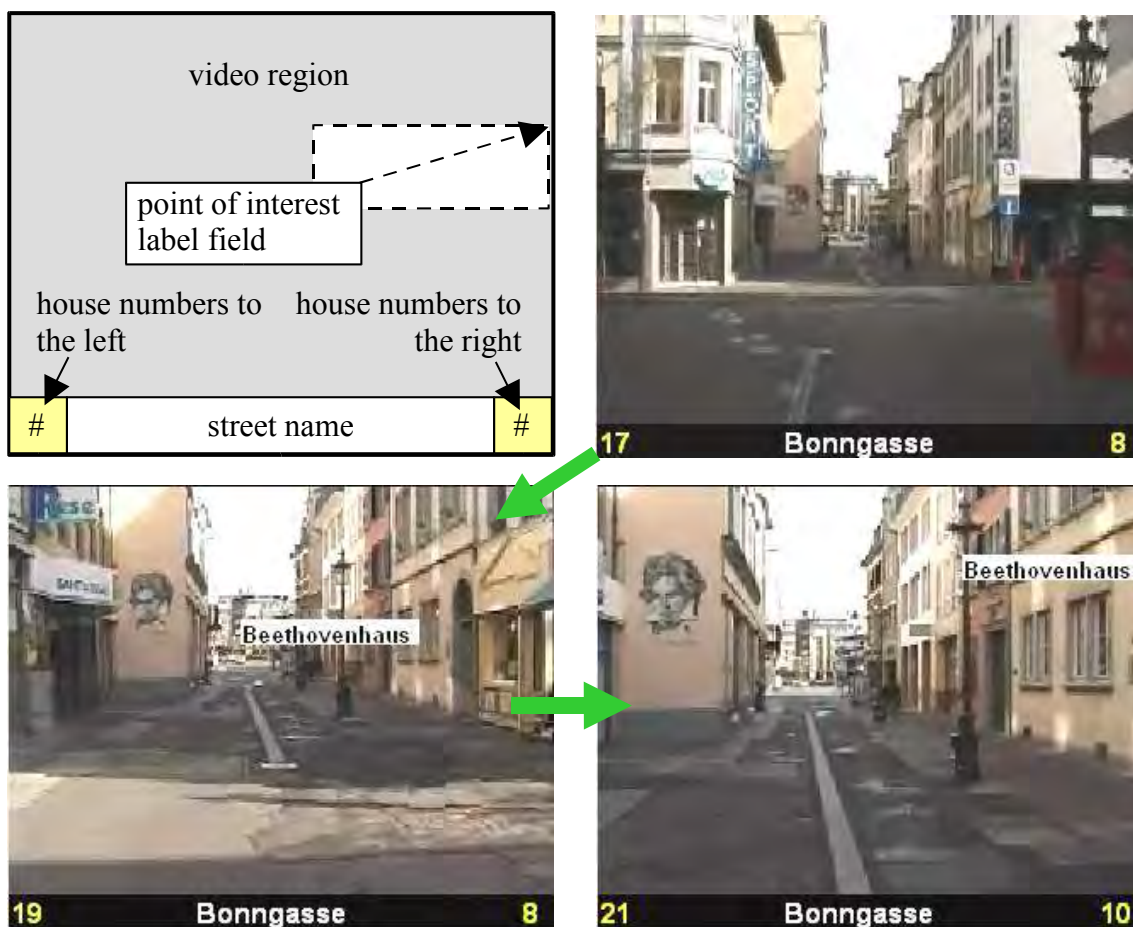 video region
point of interest
label field
house numbers to
the left
house numbers to
the right
#
street name
#
SPORT
17 Bonngasse 8
Beethovenhaus
19 Bonngasse 8
Beethovenhaus
21 Bonngasse 10